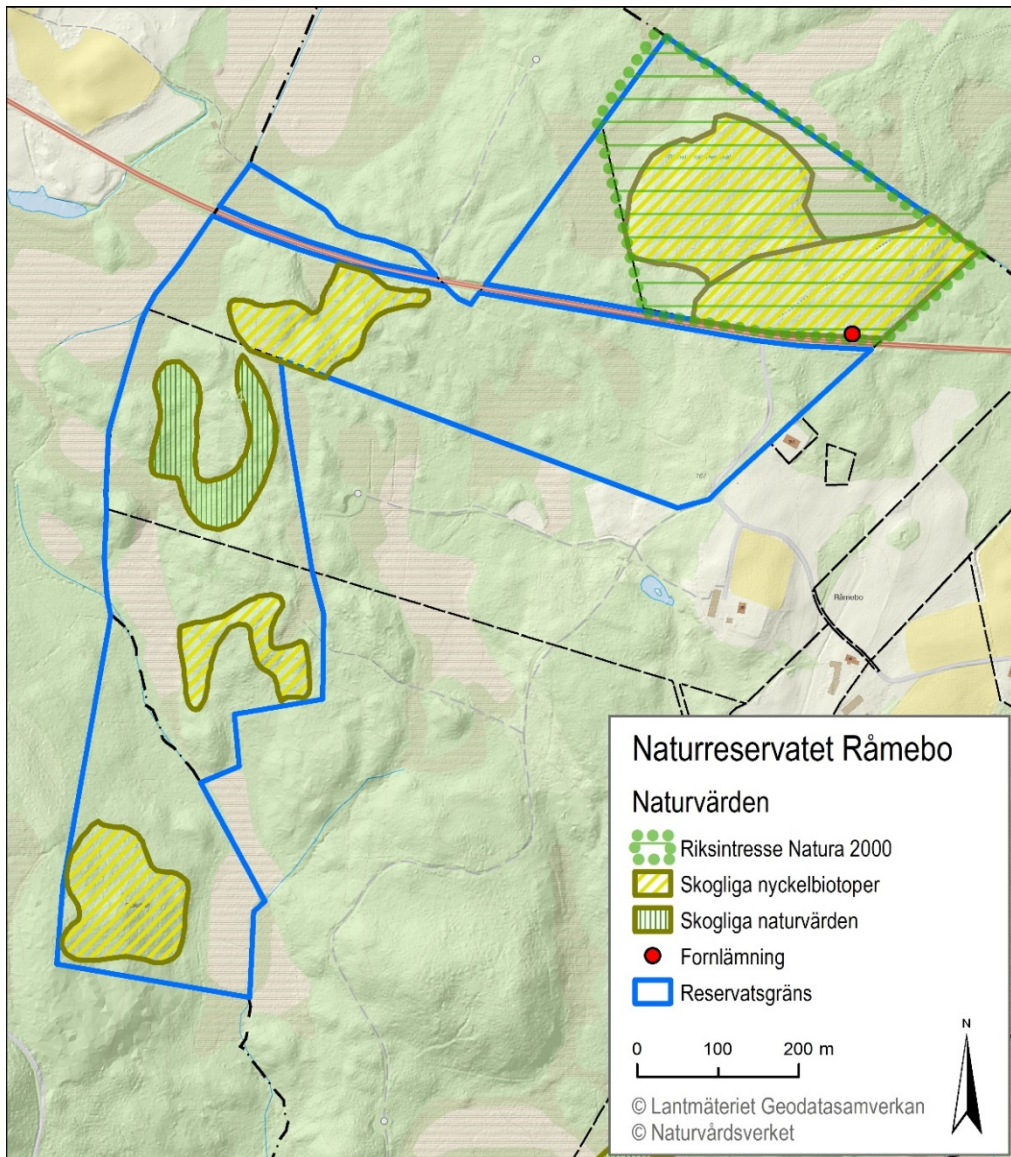 Råmebo
Naturreservatet Råmebo
Naturvärden
Riksintresse Natura 2000
Skogliga nyckelbiotoper
Skogliga naturvärden
Fornlämning
Reservatsgräns
N
0 100 200 m
© Lantmäteriet Geodatasamverkan
© Naturvårdsverket